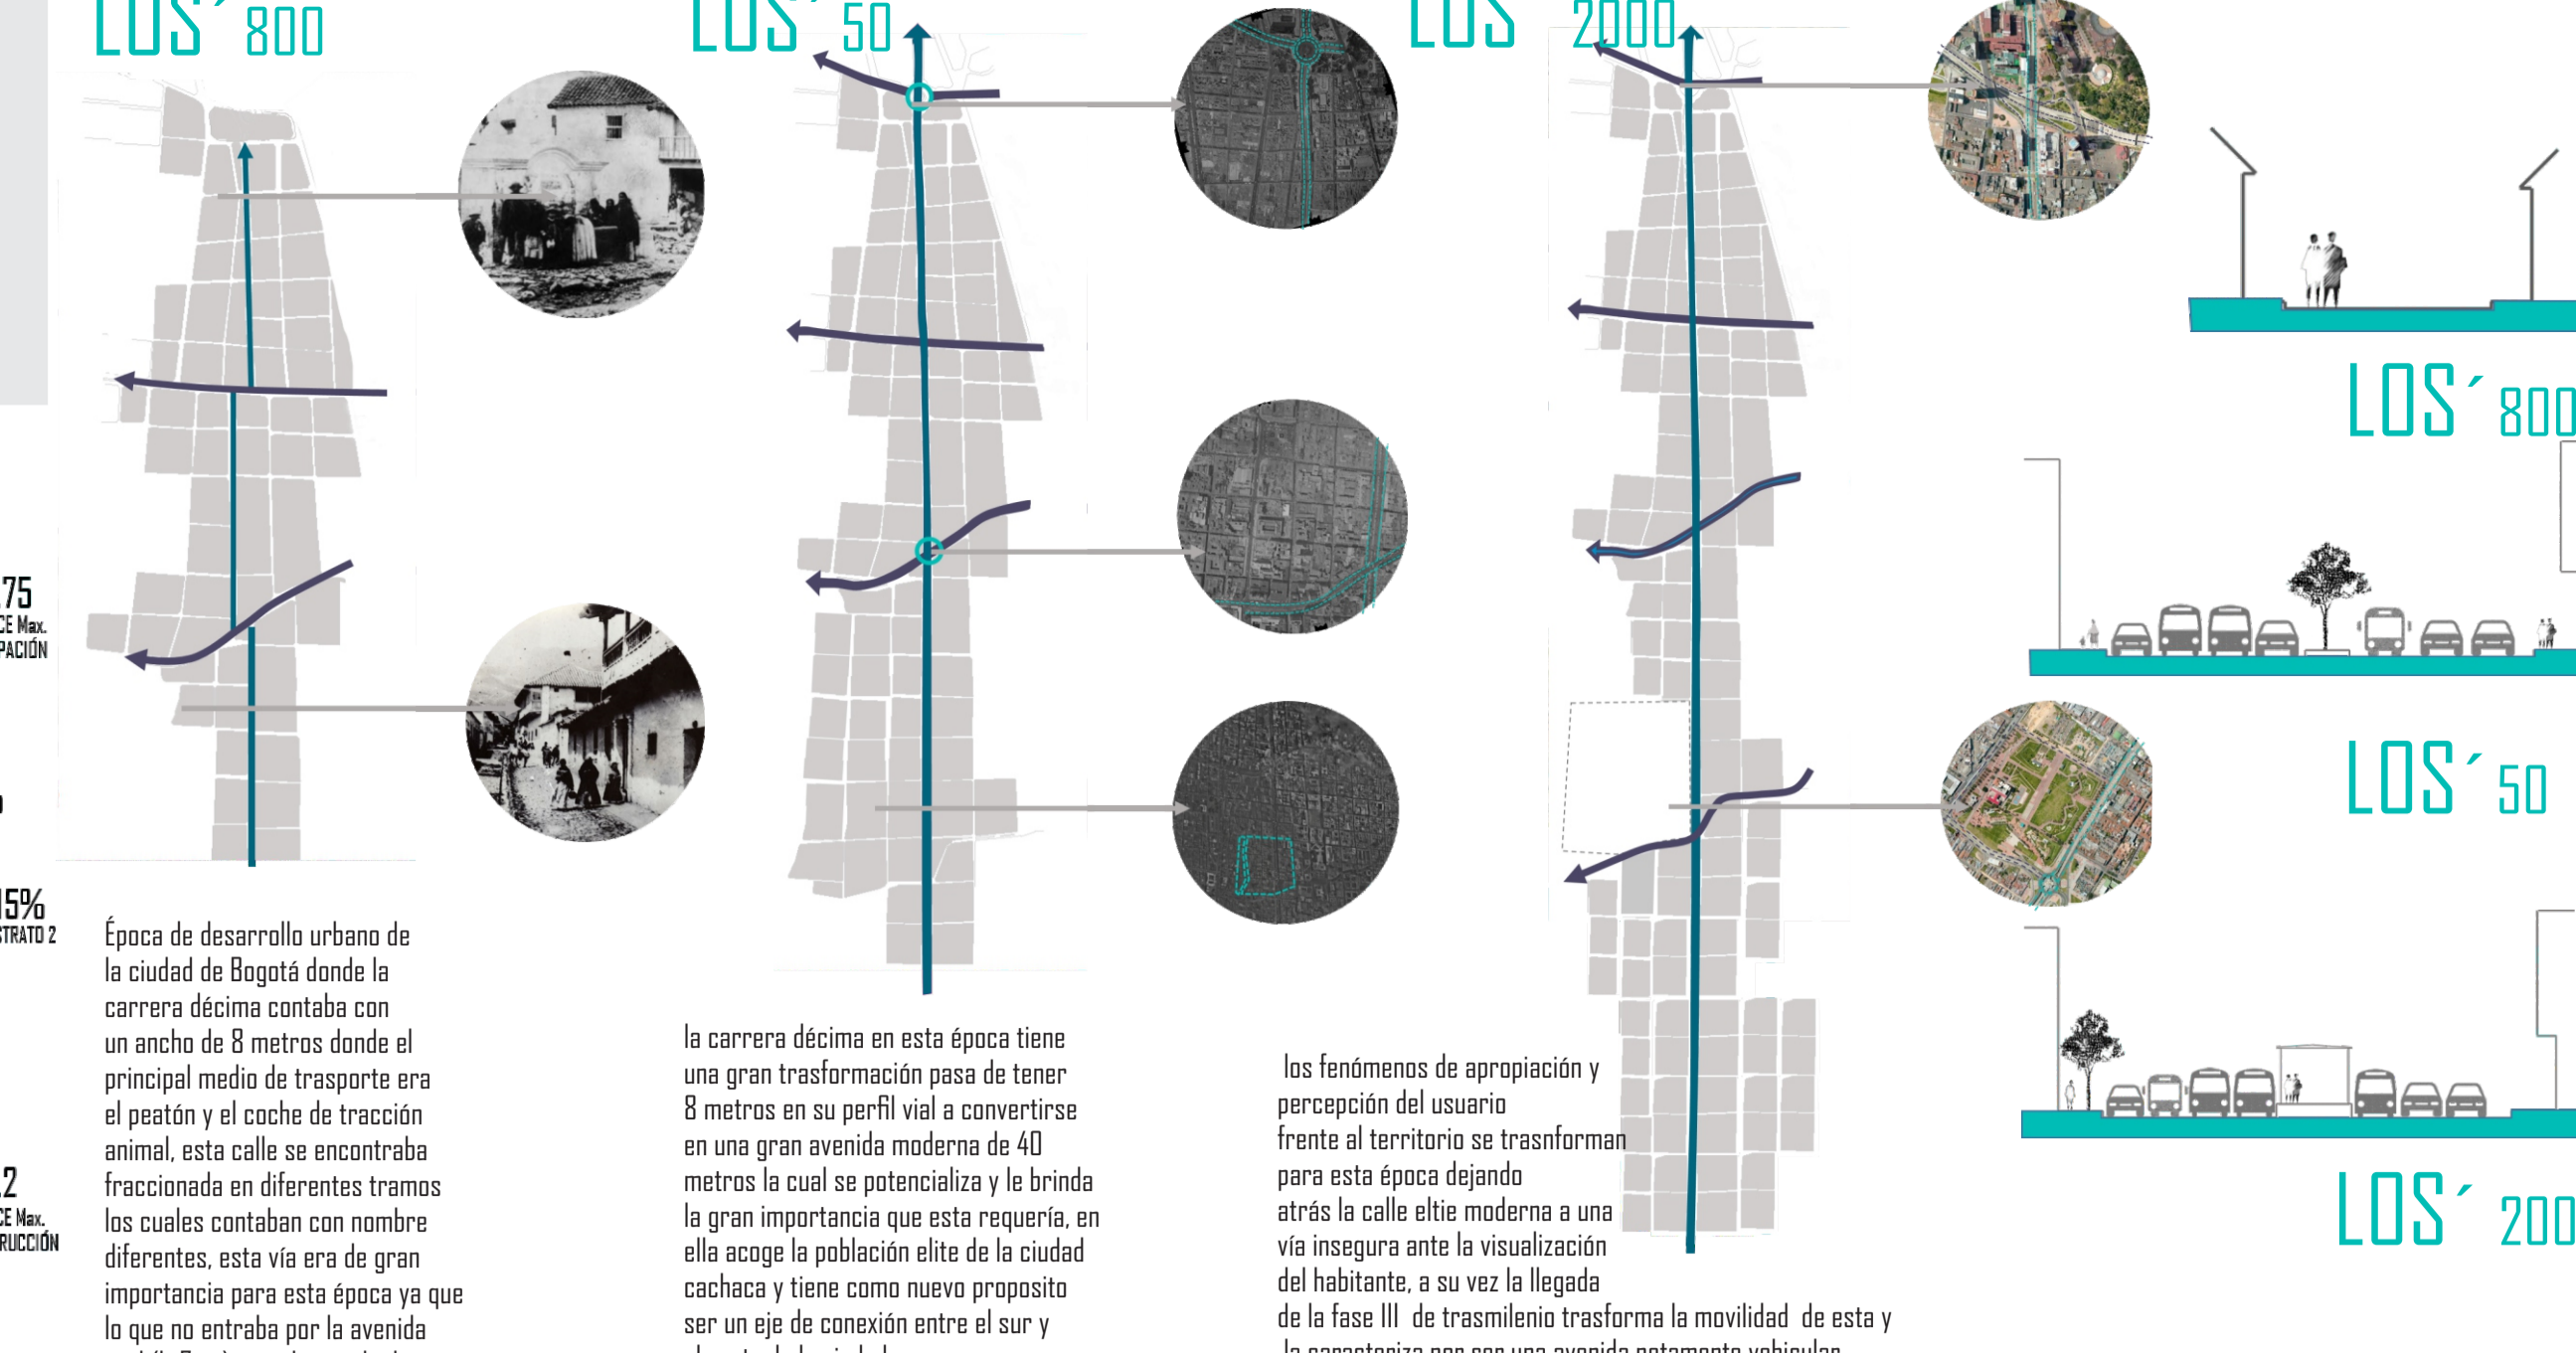 LOS´ 800
LOS´ 50
LOS 2000
75
CE Max.
PACIÓN
15%
STRATO 2
.2
CE Max.
RUCCIÓN
Época de desarrollo urbano de
la ciudad de Bogotá donde la
carrera décima contaba con
un ancho de 8 metros donde el
principal medio de trasporte era
el peatón y el coche de tracción
animal, esta calle se encontraba
fraccionada en diferentes tramos
los cuales contaban con nombre
diferentes, esta vía era de gran
importancia para esta época ya que
lo que no entraba por la avenida
la carrera décima en esta época tiene
una gran trasformación pasa de tener
8 metros en su perfil vial a convertirse
en una gran avenida moderna de 40
metros la cual se potencializa y le brinda
la gran importancia que esta requería, en
ella acoge la población elite de la ciudad
cachaca y tiene como nuevo proposito
ser un eje de conexión entre el sur y
los fenómenos de apropiación y
percepción del usuario
frente al territorio se trasnforman
para esta época dejando
atrás la calle eltie moderna a una
vía insegura ante la visualización
del habitante, a su vez la llegada
de la fase III de trasmilenio trasforma la movilidad de esta y
la caracteriza por ser una avenida netamente vehicular
LOS´ 800
LOS´ 50
LOS´ 200